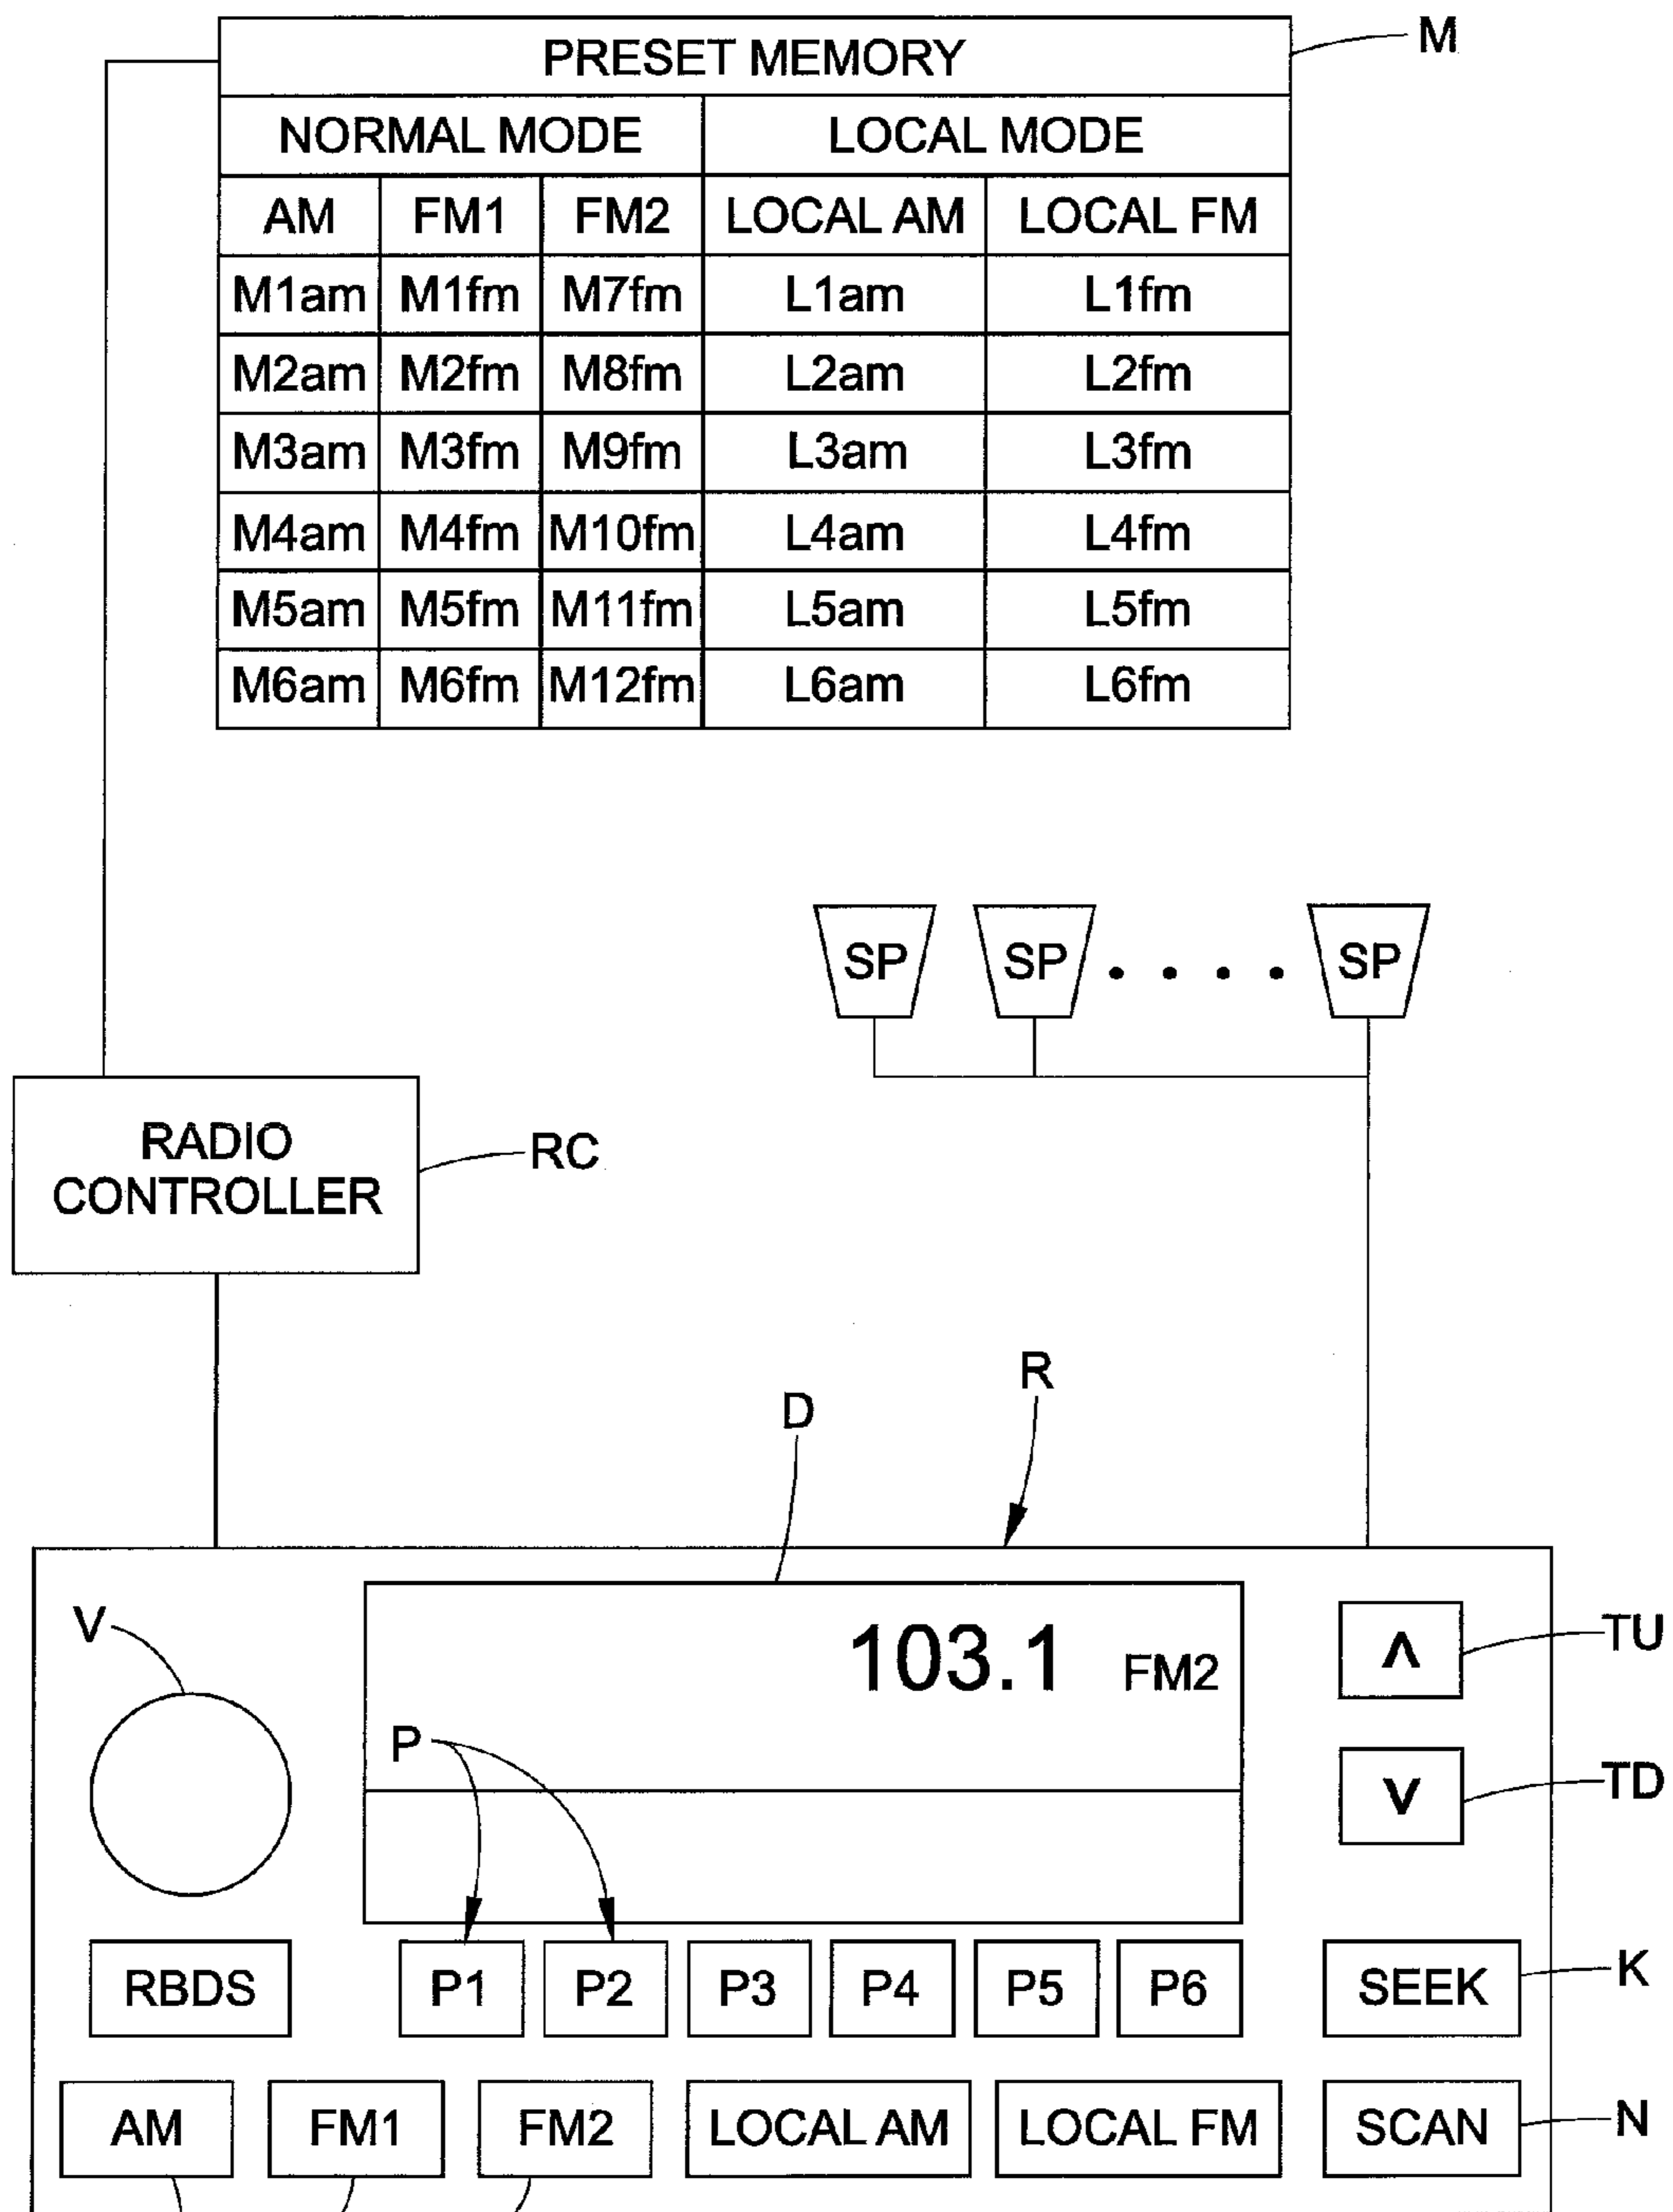 PRESET MEMORY
M
NORMAL MODE LOCAL MODE
AM FM1 FM2 LOCAL AM LOCAL FM
M1am M1fm M7fm L1am L1fm
M2am M2fm M8fm L2am L2fm
M3am M3fm M9fm L3am L3fm
M4am M4fm M10fm L4am L4fm
M5am M5fm M11fm L5am L5fm
M6am M6fm M12fm L6am L6fm
SP SP SP
RADIO
CONTROLLER
RC
R
D
V
103.1 FM2
TU
Λ
P
TD
V
RBDS P1 P2 P3 P4 P5 P6 SEEK K
AM FM1 FM2 LOCAL AM LOCAL FM SCAN N